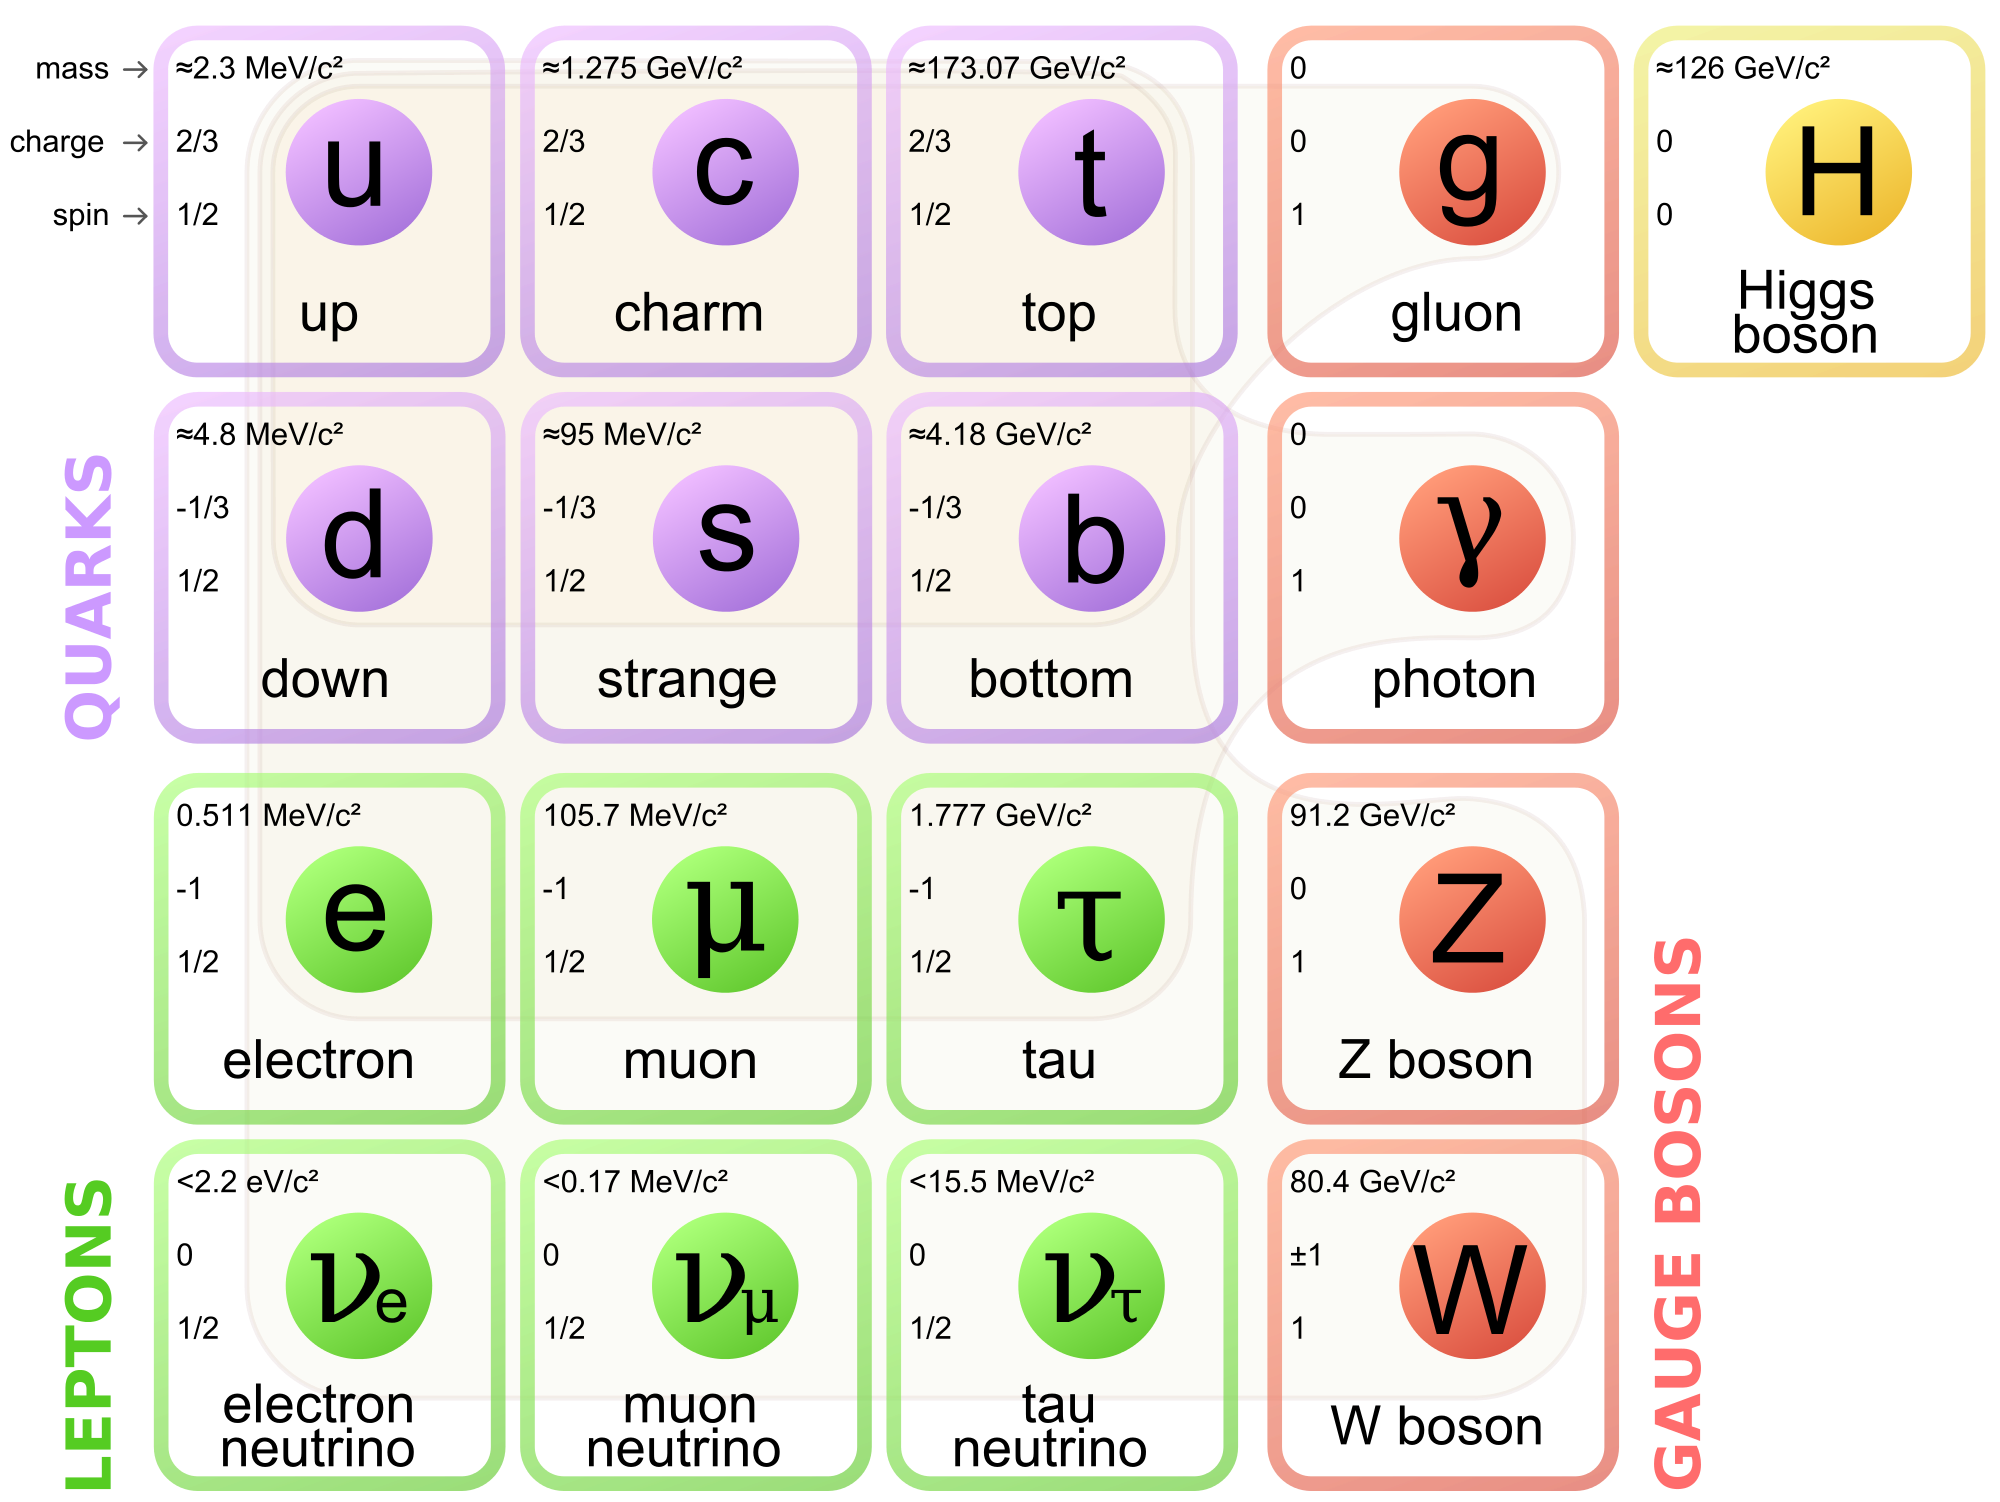 mass →
charge →
spin →
≈2.3 MeV/c²
2/3
1/2
u
up
≈1.275 GeV/c²
2/3
1/2
c
charm
≈173.07 GeV/c²
2/3
1/2
t
top
0
0
1
g
gluon
≈126 GeV/c²
0
0
H
Higgs
boson
QUARKS
≈4.8 MeV/c²
-1/3
1/2
d
down
≈95 MeV/c²
-1/3
1/2
s
strange
≈4.18 GeV/c²
-1/3
1/2
b
bottom
0
0
1
γ
photon
0.511 MeV/c²
-1
1/2
e
electron
105.7 MeV/c²
-1
1/2
μ
muon
1.777 GeV/c²
-1
1/2
τ
tau
91.2 GeV/c²
0
1
Z
Z boson
LEPTONS
<2.2 eV/c²
0
1/2
νe
electron
neutrino
<0.17 MeV/c²
0
1/2
νμ
muon
neutrino
<15.5 MeV/c²
0
1/2
ντ
tau
neutrino
80.4 GeV/c²
±1
1
W
W boson
GAUGE BOSONS